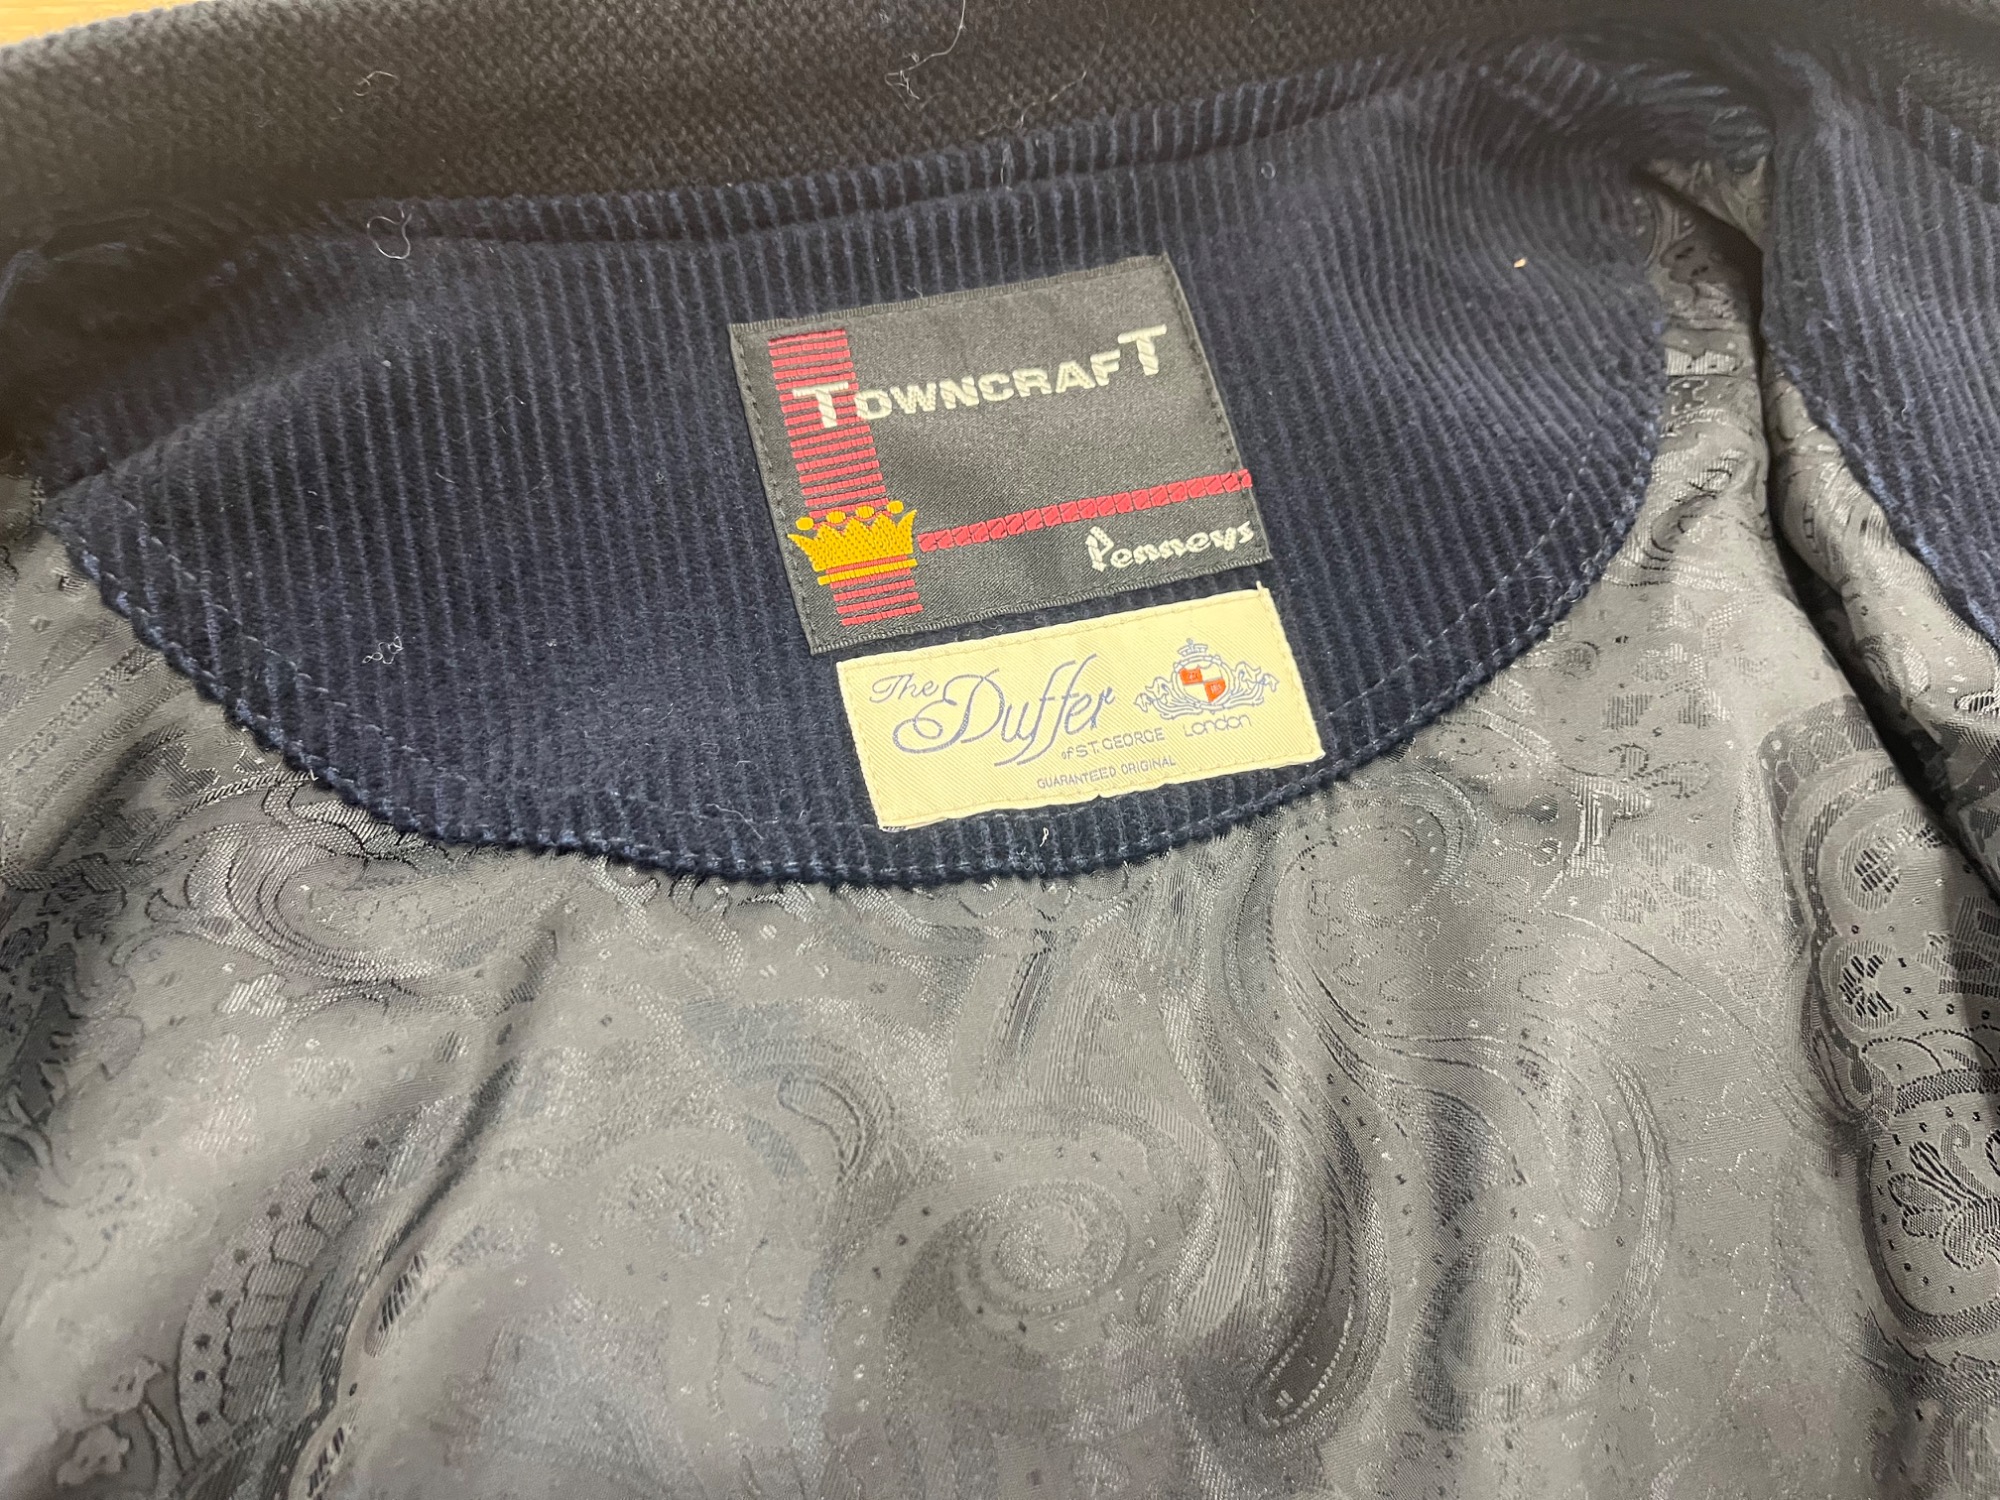 TOWNCRAFT
Penneys
The Duffer
of ST. GEORGE London
GUARANTEED ORIGINAL